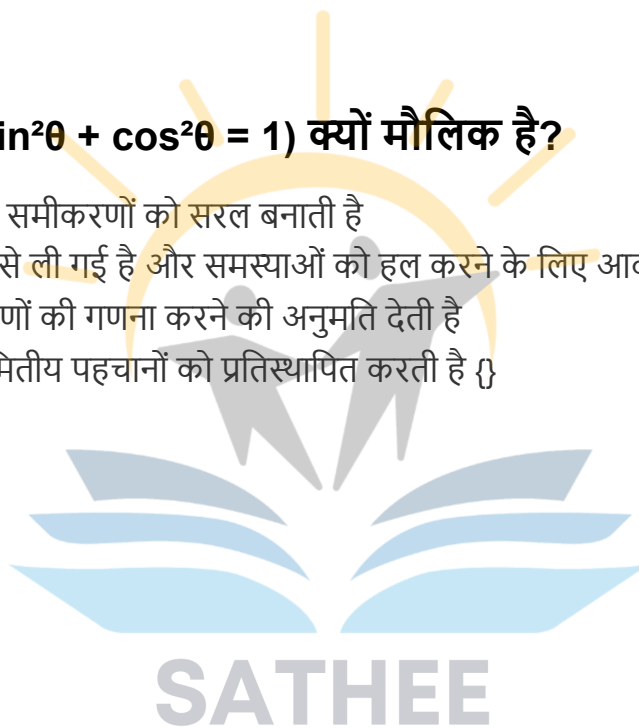 in²θ + cos²θ = 1) क्यों मौलिक है?
समीकरणों को सरल बनाती है
से ली गई है और समस्याओं को हल करने के लिए आव
णों की गणना करने की अनुमति देती है
मितीय पहचानों को प्रतिस्थापित करती है {}
SATHEE